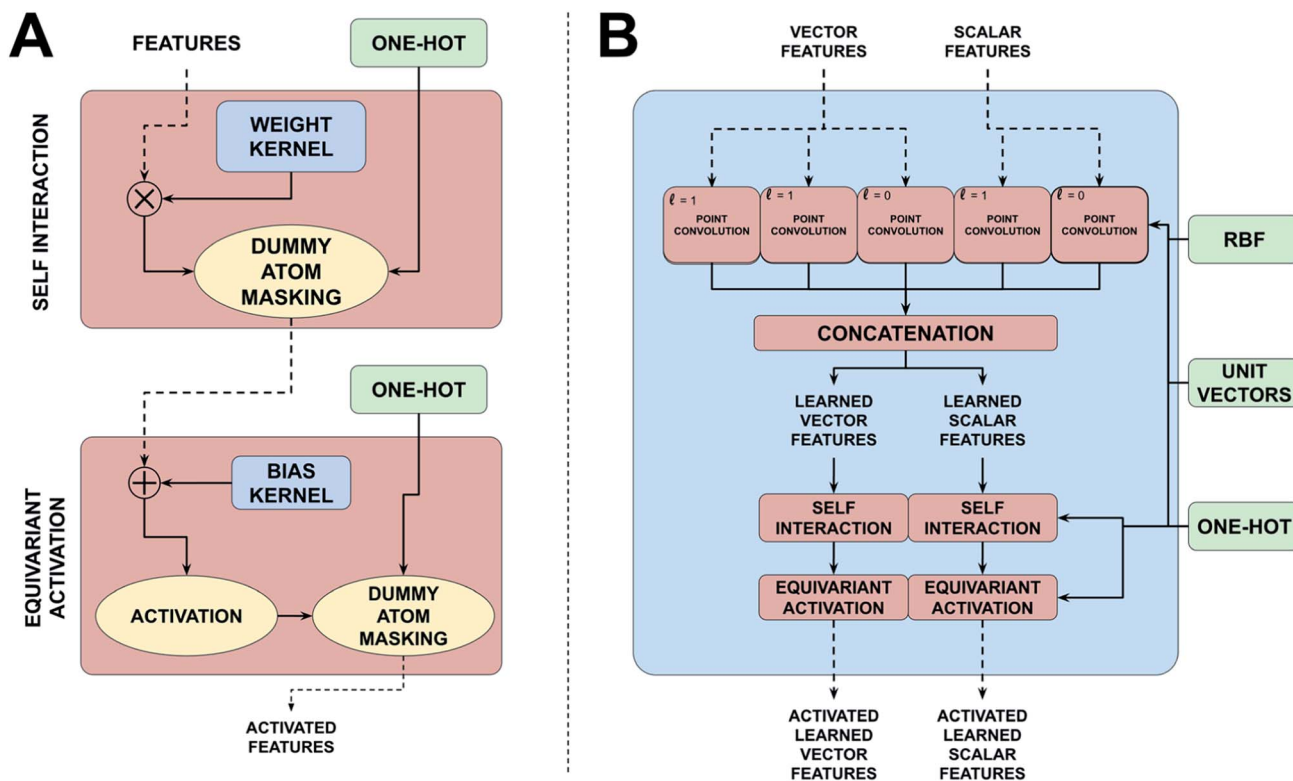 A
FEATURES
ONE-HOT
SELF INTERACTION
WEIGHT
KERNEL
DUMMY
ATOM
MASKING
ONE-HOT
EQUIVARIANT
ACTIVATION
BIAS
KERNEL
ACTIVATION
DUMMY
ATOM
MASKING
ACTIVATED
FEATURES
B
VECTOR
FEATURES
SCALAR
FEATURES
ℓ = 1
POINT
CONVOLUTION
ℓ = 1
POINT
CONVOLUTION
ℓ = 0
POINT
CONVOLUTION
ℓ = 1
POINT
CONVOLUTION
ℓ = 0
POINT
CONVOLUTION
RBF
CONCATENATION
UNIT
VECTORS
LEARNED
VECTOR
FEATURES
LEARNED
SCALAR
FEATURES
SELF
INTERACTION
SELF
INTERACTION
ONE-HOT
EQUIVARIANT
ACTIVATION
EQUIVARIANT
ACTIVATION
ACTIVATED
LEARNED
VECTOR
FEATURES
ACTIVATED
LEARNED
SCALAR
FEATURES